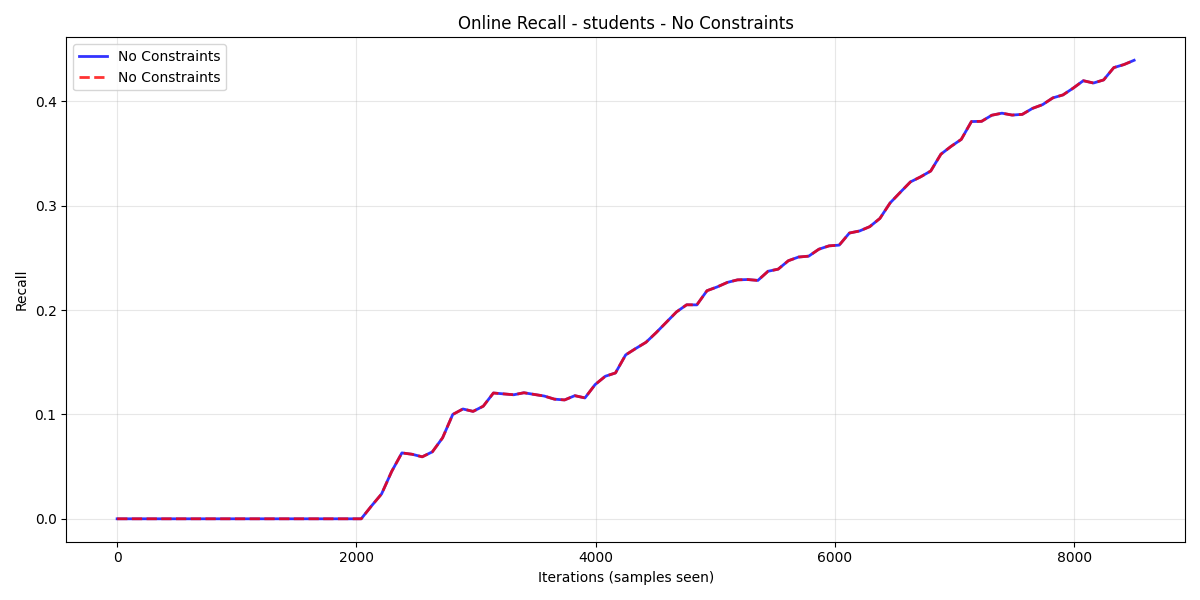 Online Recall - students - No Constraints
No Constraints
No Constraints
Recall
0.4
0.3
0.2
0.1
0.0
0 2000 4000 6000 8000
Iterations (samples seen)